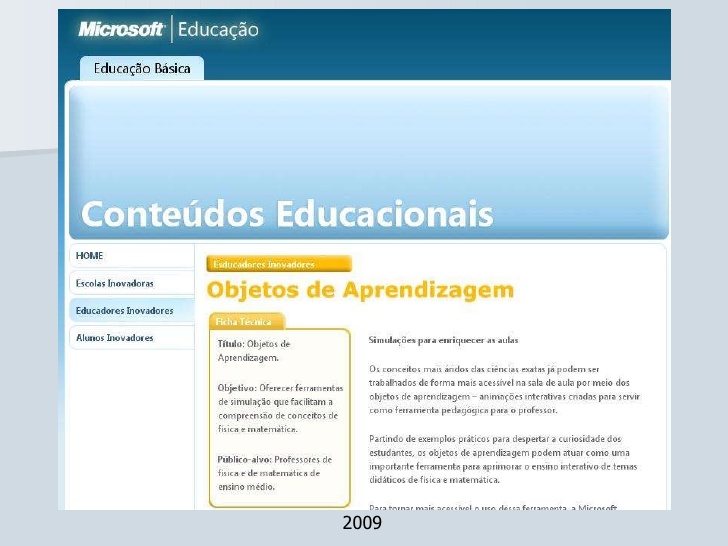 Microsoft Educação
Educação Básica
Conteúdos Educacionais
HOME
Escolas Inovadoras
Educadores Inovadores
Alunos Inovadores
Esducadores Inovadores
Objetos de Aprendizagem
Ficha Técnica
Título: Objetos de
Aprendizagem.
Objetivo: Oferecer ferramentas
de simulação que facilitam a
compreensão de conceitos de
física e matemática.
Público-alvo: Professores de
física e de matemática de
ensino médio.
Simulações para enriquecer as aulas
Os conceitos mais áridos das ciências exatas já podem ser
trabalhados de forma mais acessível na sala de aula por meio dos
objetos de aprendizagem – animações interativas criadas para servir
como ferramenta pedagógica para o professor.
Partindo de exemplos práticos para despertar a curiosidade dos
estudantes, os objetos de aprendizagem podem atuar como uma
importante ferramenta para aprimorar o ensino interativo de temas
didáticos de física e matemática.
Para tornar mais acessível o uso dessa ferramenta, a Microsoft
2009